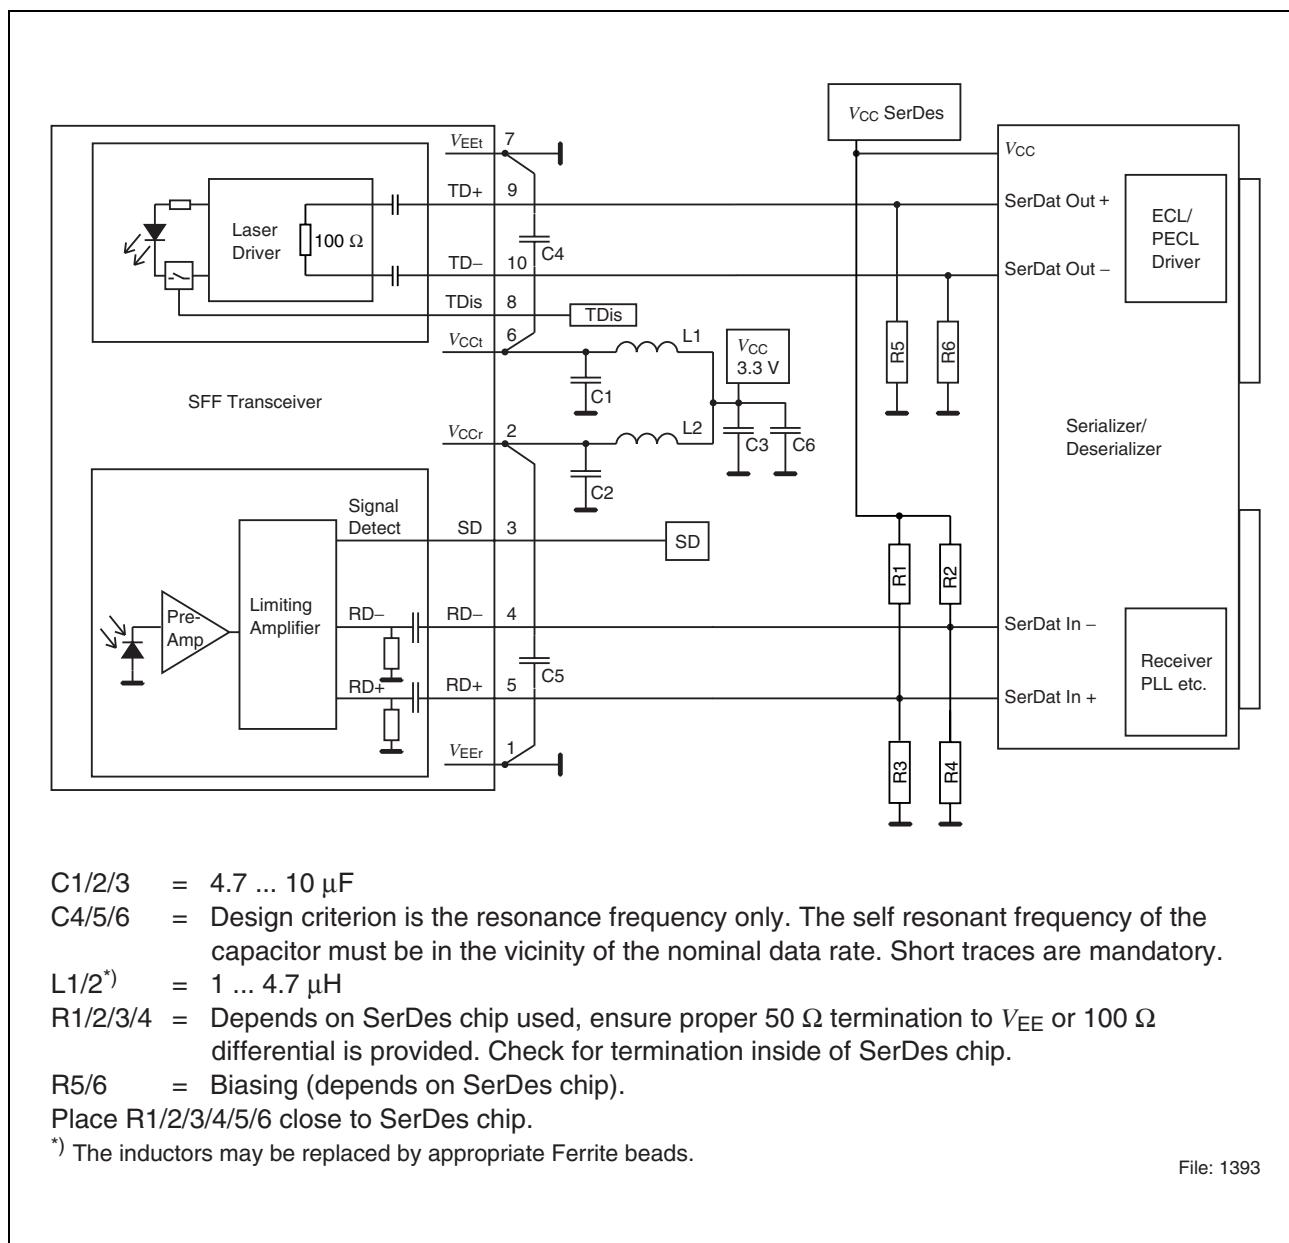 V_CC SerDes
V_EEt 7
V_CC
TD+ 9
SerDat Out +
Laser
Driver
100 Ω
ECL/
PECL
Driver
C4
TD− 10
SerDat Out −
TDis 8
TDis
V_CCt 6
L1
V_CC
3.3 V
R5
R6
C1
SFF Transceiver
V_CCr 2
L2
C3
C6
Serializer/
Deserializer
C2
Signal
Detect
SD 3
SD
R1
R2
Pre-
Amp
Limiting
Amplifier
RD−
RD− 4
SerDat In −
C5
Receiver
PLL etc.
RD+
RD+ 5
SerDat In +
V_EEr 1
R3
R4
C1/2/3 = 4.7 ... 10 μF
C4/5/6 = Design criterion is the resonance frequency only. The self resonant frequency of the
capacitor must be in the vicinity of the nominal data rate. Short traces are mandatory.
L1/2*) = 1 ... 4.7 μH
R1/2/3/4 = Depends on SerDes chip used, ensure proper 50 Ω termination to V_EE or 100 Ω
differential is provided. Check for termination inside of SerDes chip.
R5/6 = Biasing (depends on SerDes chip).
Place R1/2/3/4/5/6 close to SerDes chip.
*) The inductors may be replaced by appropriate Ferrite beads.
File: 1393